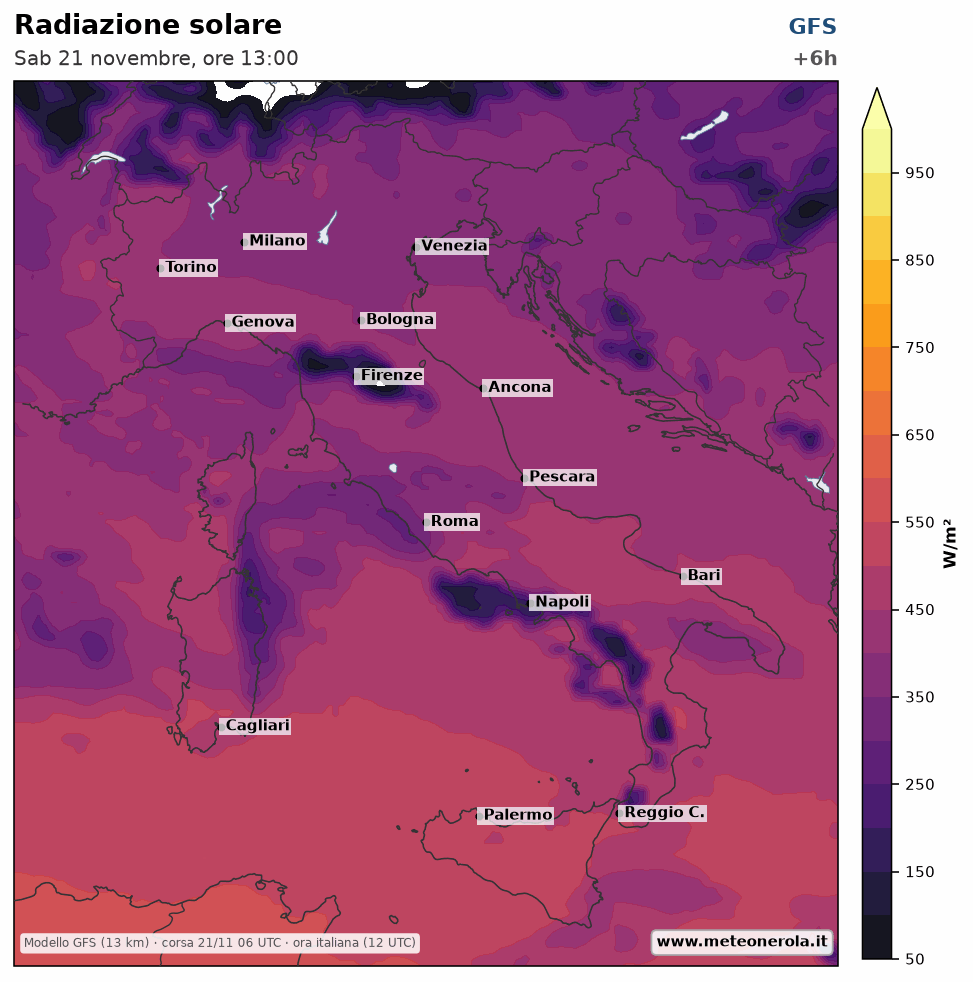 Radiazione solare
GFS
Sab 21 novembre, ore 13:00
+6h
Milano
Venezia
Torino
Genova
Bologna
Firenze
Ancona
Pescara
Roma
Bari
Napoli
Cagliari
Palermo
Reggio C.
950
850
750
650
550
450
350
250
150
50
W/m²
Modello GFS (13 km) · corsa 21/11 06 UTC · ora italiana (12 UTC)
www.meteonerola.it